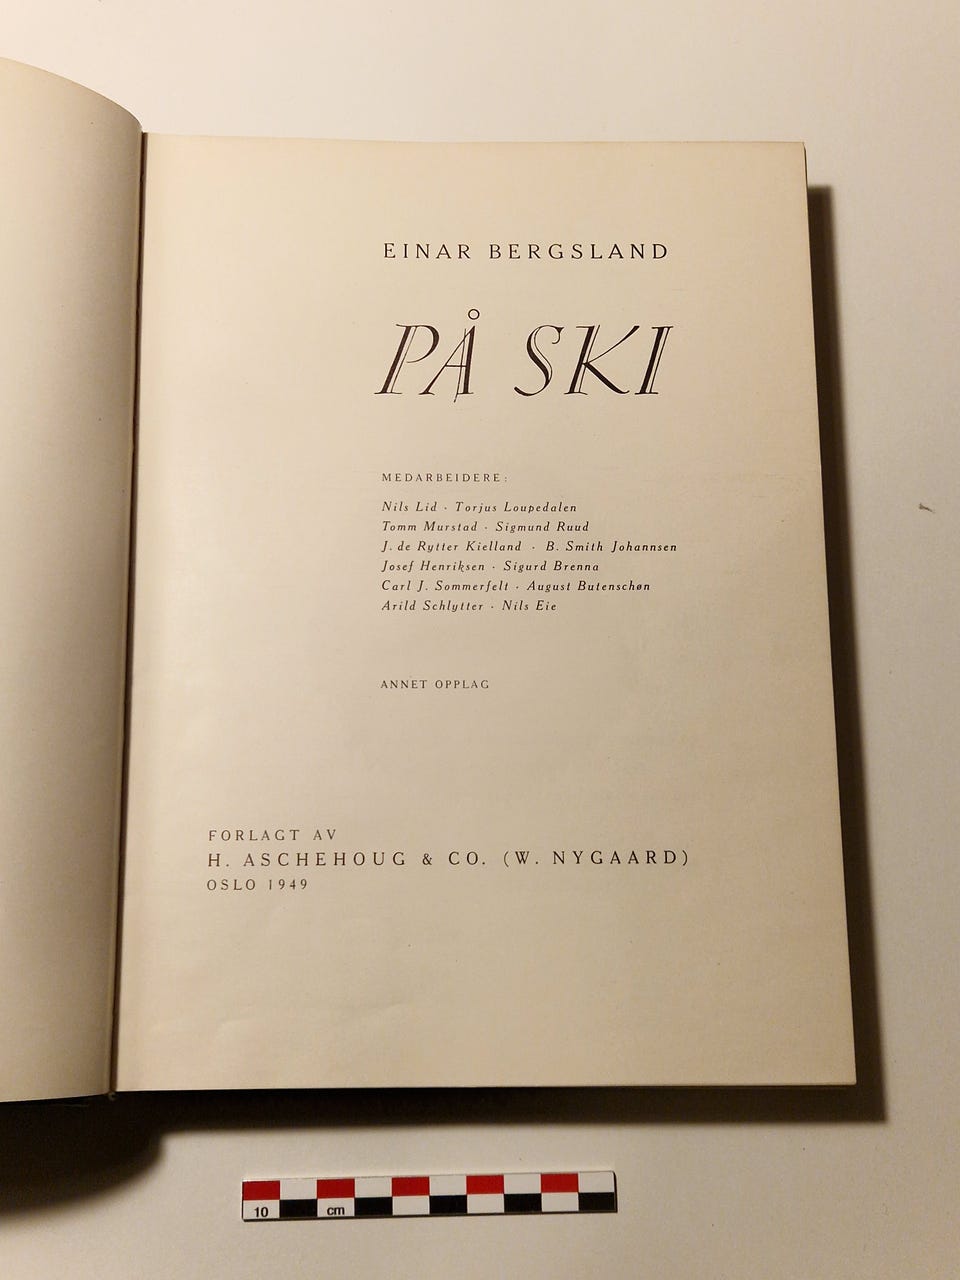 EINAR BERGSLAND
PÅ SKI
MEDARBEIDERE:
Nils Lid · Torjus Loupedalen
Tomm Murstad · Sigmund Ruud
J. de Rytter Kielland · B. Smith Johannsen
Josef Henriksen · Sigurd Brenna
Carl J. Sommerfelt · August Butenschøn
Arild Schlytter · Nils Eie
ANNET OPPLAG
FORLAGT AV
H. ASCHEHOUG & CO. (W. NYGAARD)
OSLO 1949
10 cm